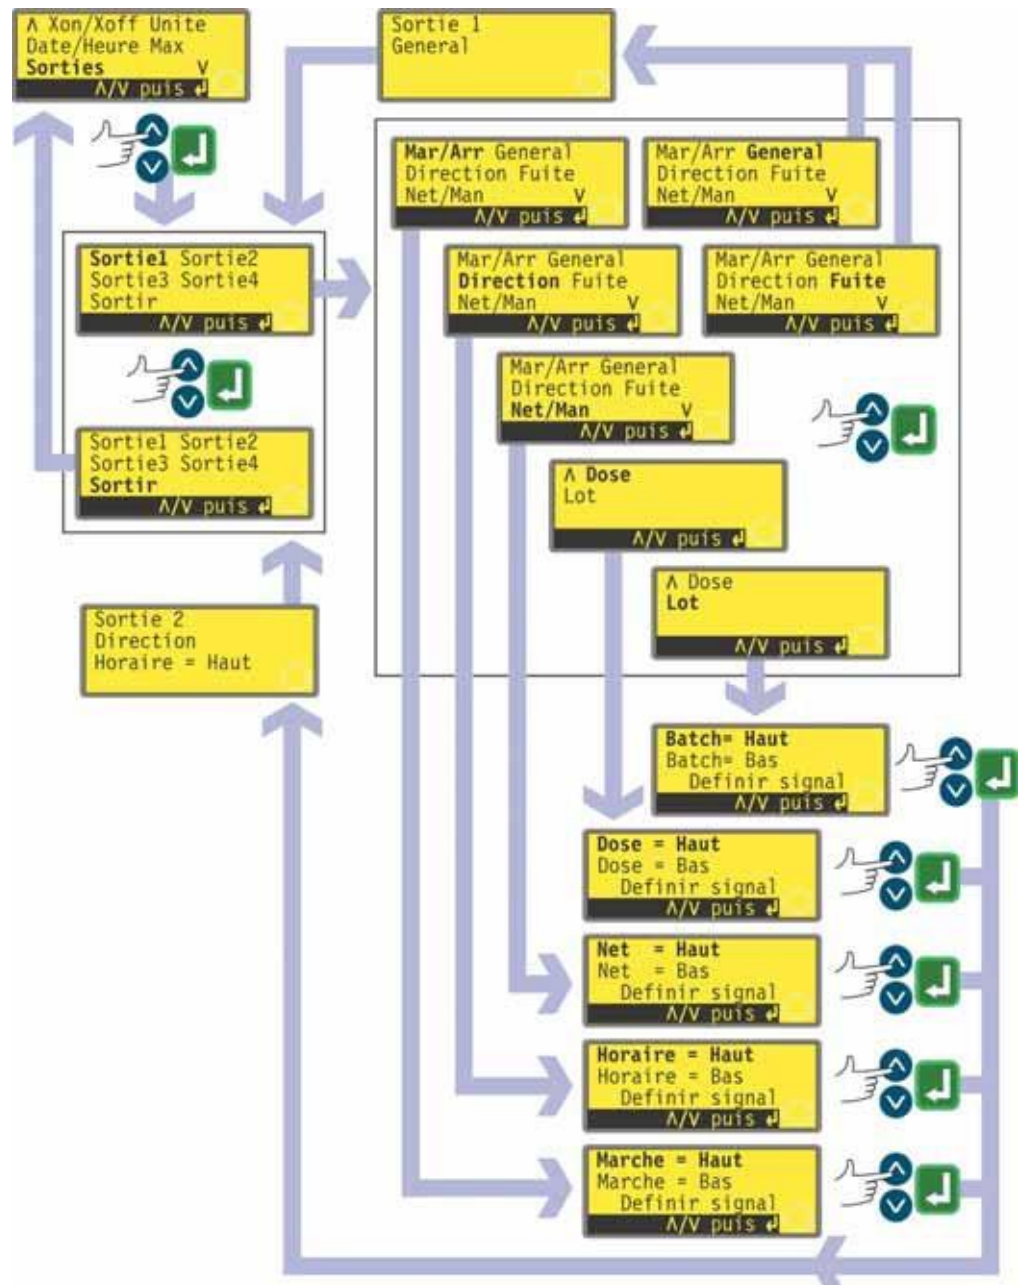 Λ Xon/Xoff Unite
Date/Heure Max
Sorties V
Λ/V puis ↲
Sortie 1
General
Mar/Arr General
Direction Fuite
Net/Man V
Λ/V puis ↲
Mar/Arr General
Direction Fuite
Net/Man V
Λ/V puis ↲
Sortie1 Sortie2
Sortie3 Sortie4
Sortir
Λ/V puis ↲
Mar/Arr General
Direction Fuite
Net/Man V
Λ/V puis ↲
Mar/Arr General
Direction Fuite
Net/Man V
Λ/V puis ↲
Mar/Arr General
Direction Fuite
Net/Man V
Λ/V puis ↲
Sortie1 Sortie2
Sortie3 Sortie4
Sortir
Λ/V puis ↲
Λ Dose
Lot
Λ/V puis ↲
Λ Dose
Lot
Λ/V puis ↲
Sortie 2
Direction
Horaire = Haut
Batch= Haut
Batch= Bas
Definir signal
Λ/V puis ↲
Dose = Haut
Dose = Bas
Definir signal
Λ/V puis ↲
Net = Haut
Net = Bas
Definir signal
Λ/V puis ↲
Horaire = Haut
Horaire = Bas
Definir signal
Λ/V puis ↲
Marche = Haut
Marche = Bas
Definir signal
Λ/V puis ↲